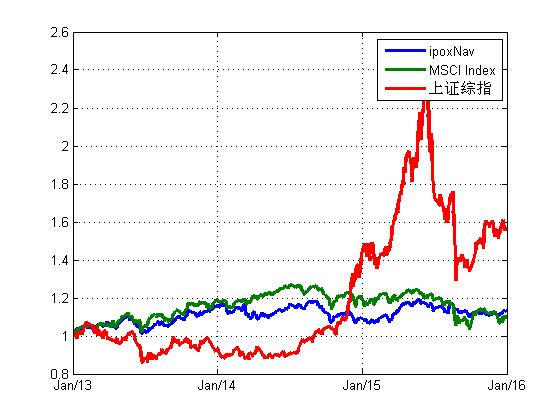 2.6
2.4
2.2
2
1.8
1.6
1.4
1.2
1
0.8
Jan/13
Jan/14
Jan/15
Jan/16
ipoxNav
MSCI Index
上证综指